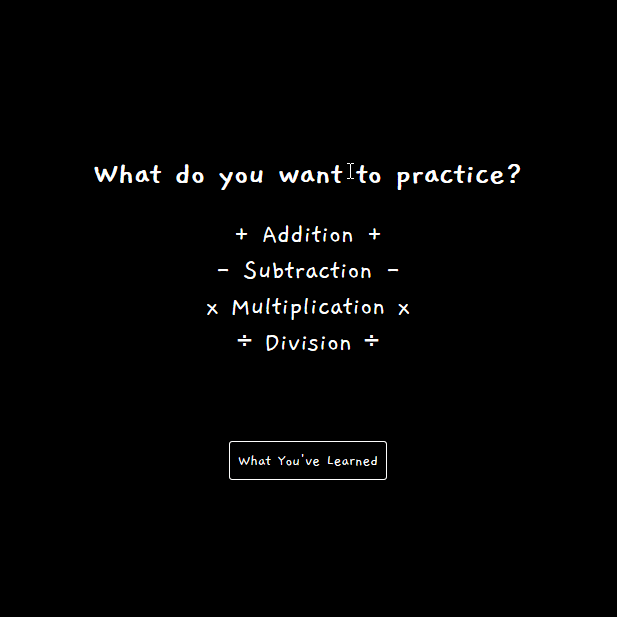 What do you want to practice?
+ Addition +
- Subtraction -
x Multiplication x
÷ Division ÷
What You've Learned